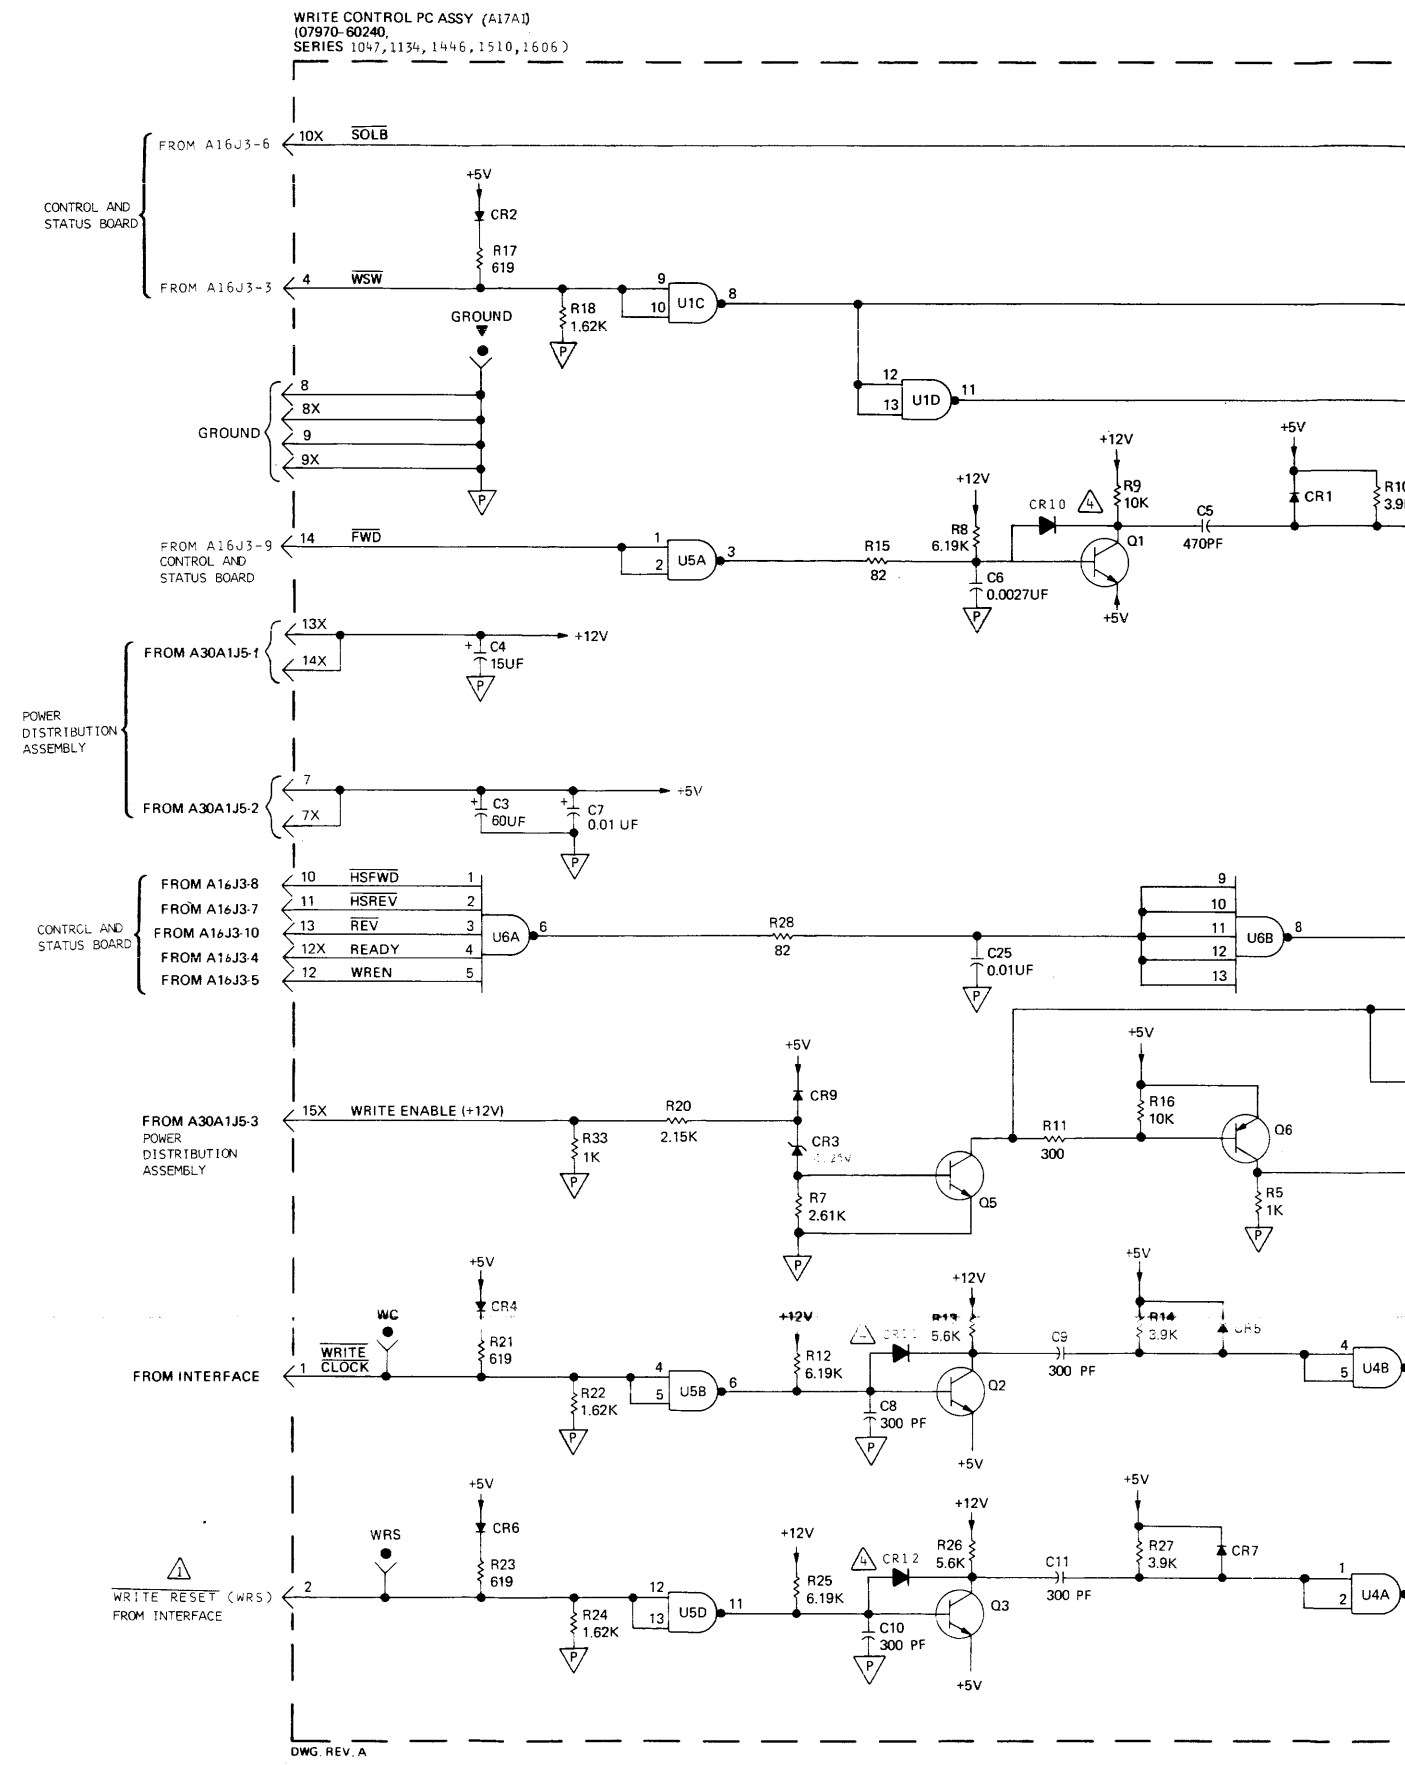 WRITE CONTROL PC ASSY (A17A1)
(07970-60240,
SERIES 1047,1134,1446,1510,1606)
FROM A16J3-6
10X
SOLB
CONTROL AND
STATUS BOARD
+5V
CR2
R17
619
FROM A16J3-3
4
WSW
R18
1.62K
P
9
10
U1C
8
GROUND
12
13
U1D
11
GROUND
8
8X
9
9X
P
+12V
R9
10K
+5V
CR1
CR10
4
C5
470PF
+12V
R8
6.19K
Q1
+5V
FROM A16J3-9
CONTROL AND
STATUS BOARD
14
FWD
1
2
U5A
3
R15
82
C6
0.0027UF
P
POWER
DISTRIBUTION
ASSEMBLY
FROM A30A1J5-1
13X
14X
+
C4
15UF
P
+12V
FROM A30A1J5-2
7
7X
+
C3
60UF
+
C7
0.01 UF
P
+5V
CONTROL AND
STATUS BOARD
FROM A16J3-8
10
HSFWD
1
FROM A16J3-7
11
HSREV
2
FROM A16J3-10
13
REV
3
FROM A16J3-4
12X
READY
4
FROM A16J3-5
12
WREN
5
U6A
6
R28
82
C25
0.01UF
P
9
10
11
12
13
U6B
8
FROM A30A1J5-3
POWER
DISTRIBUTION
ASSEMBLY
15X
WRITE ENABLE (+12V)
R33
1K
P
R20
2.15K
+5V
CR9
CR3
R7
2.61K
P
Q5
R11
300
+5V
R16
10K
Q6
R5
1K
P
FROM INTERFACE
1
WRITE
CLOCK
WC
+5V
CR4
R21
619
R22
1.62K
P
4
5
U5B
6
+12V
R12
6.19K
C8
300 PF
P
+12V
R13
5.6K
Q2
+5V
C9
300 PF
+5V
R14
3.9K
4
5
U4B
1
WRITE RESET (WRS)
FROM INTERFACE
2
WRS
+5V
CR6
R23
619
R24
1.62K
P
12
13
U5D
11
+12V
R25
6.19K
4
CR12
C10
300 PF
P
+12V
R26
5.6K
Q3
+5V
C11
300 PF
+5V
R27
3.9K
CR7
1
2
U4A
DWG. REV. A